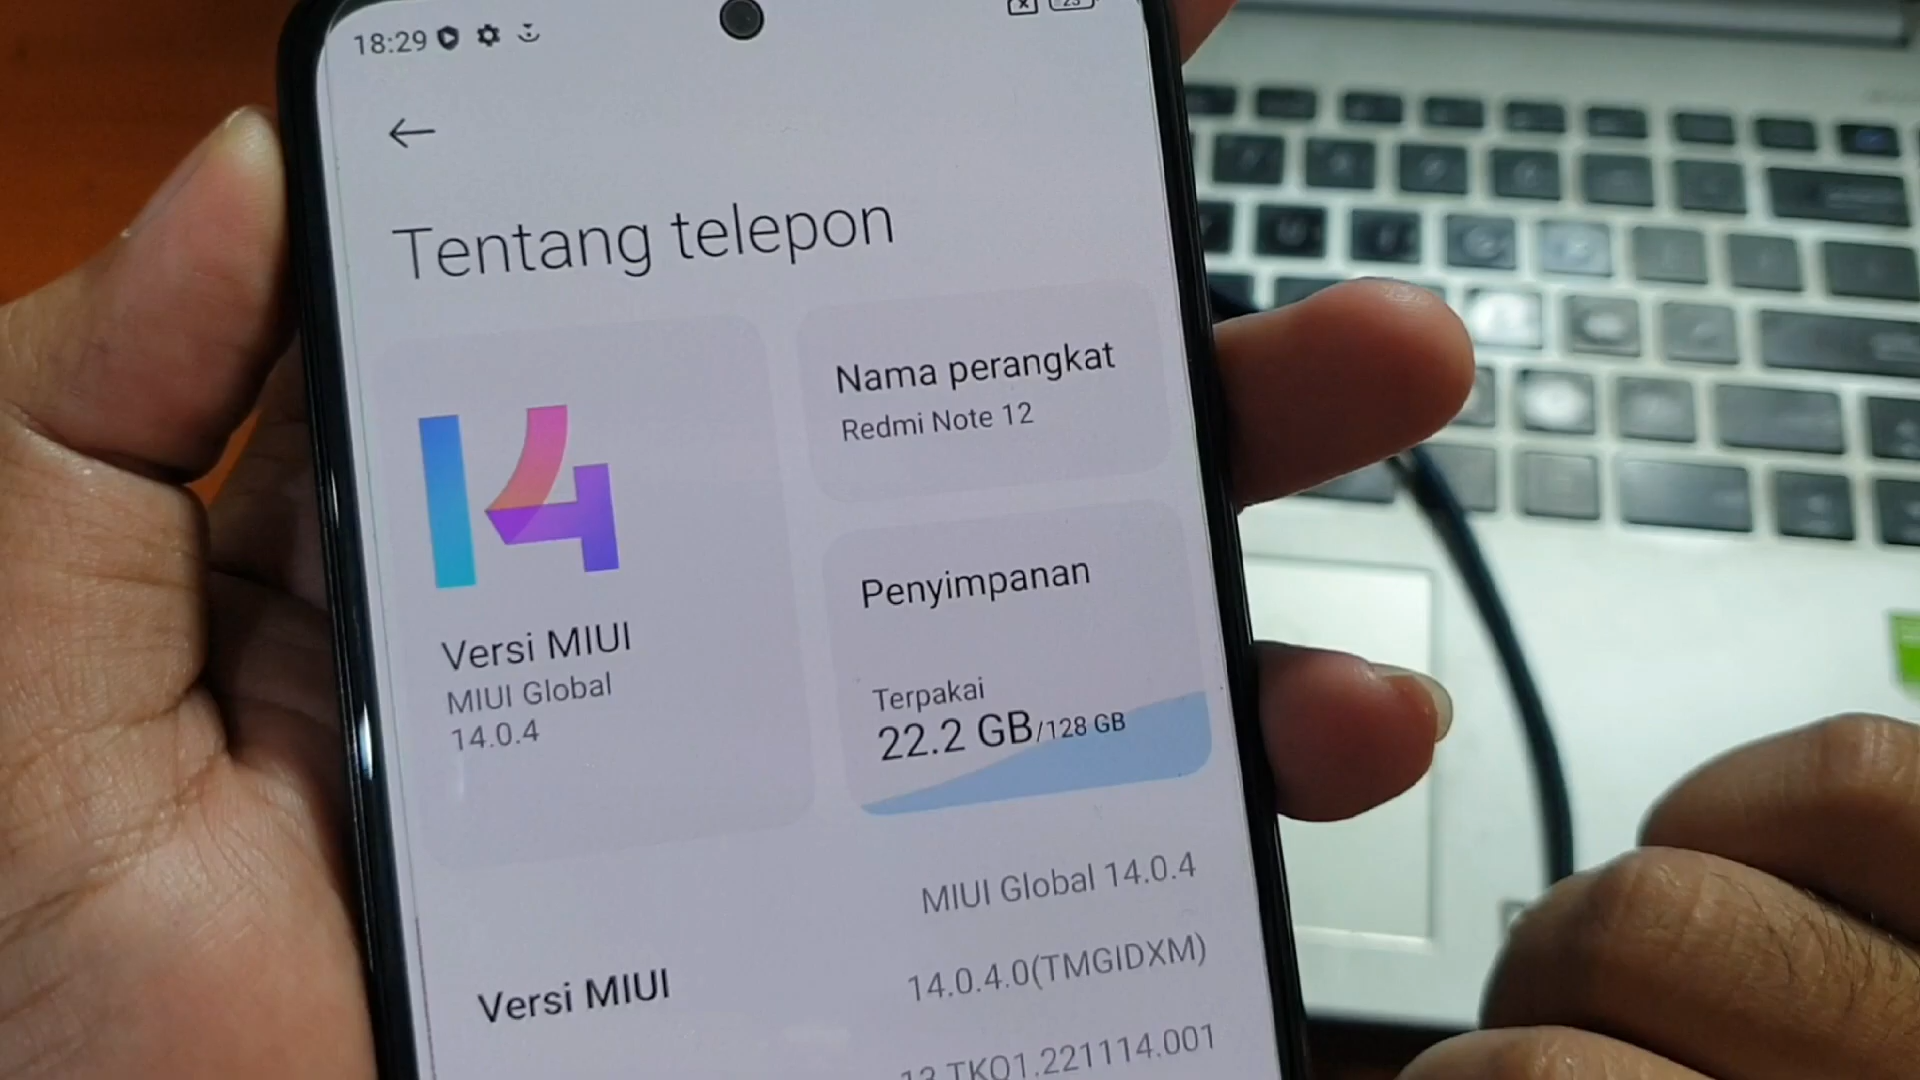 18:29
Tentang telepon
14
Nama perangkat
Redmi Note 12
Versi MIUI
MIUI Global
14.0.4
Penyimpanan
Terpakai
22.2 GB/128 GB
Versi MIUI
MIUI Global 14.0.4
14.0.4.0(TMGIDXM)
13 TKQ1.221114.001